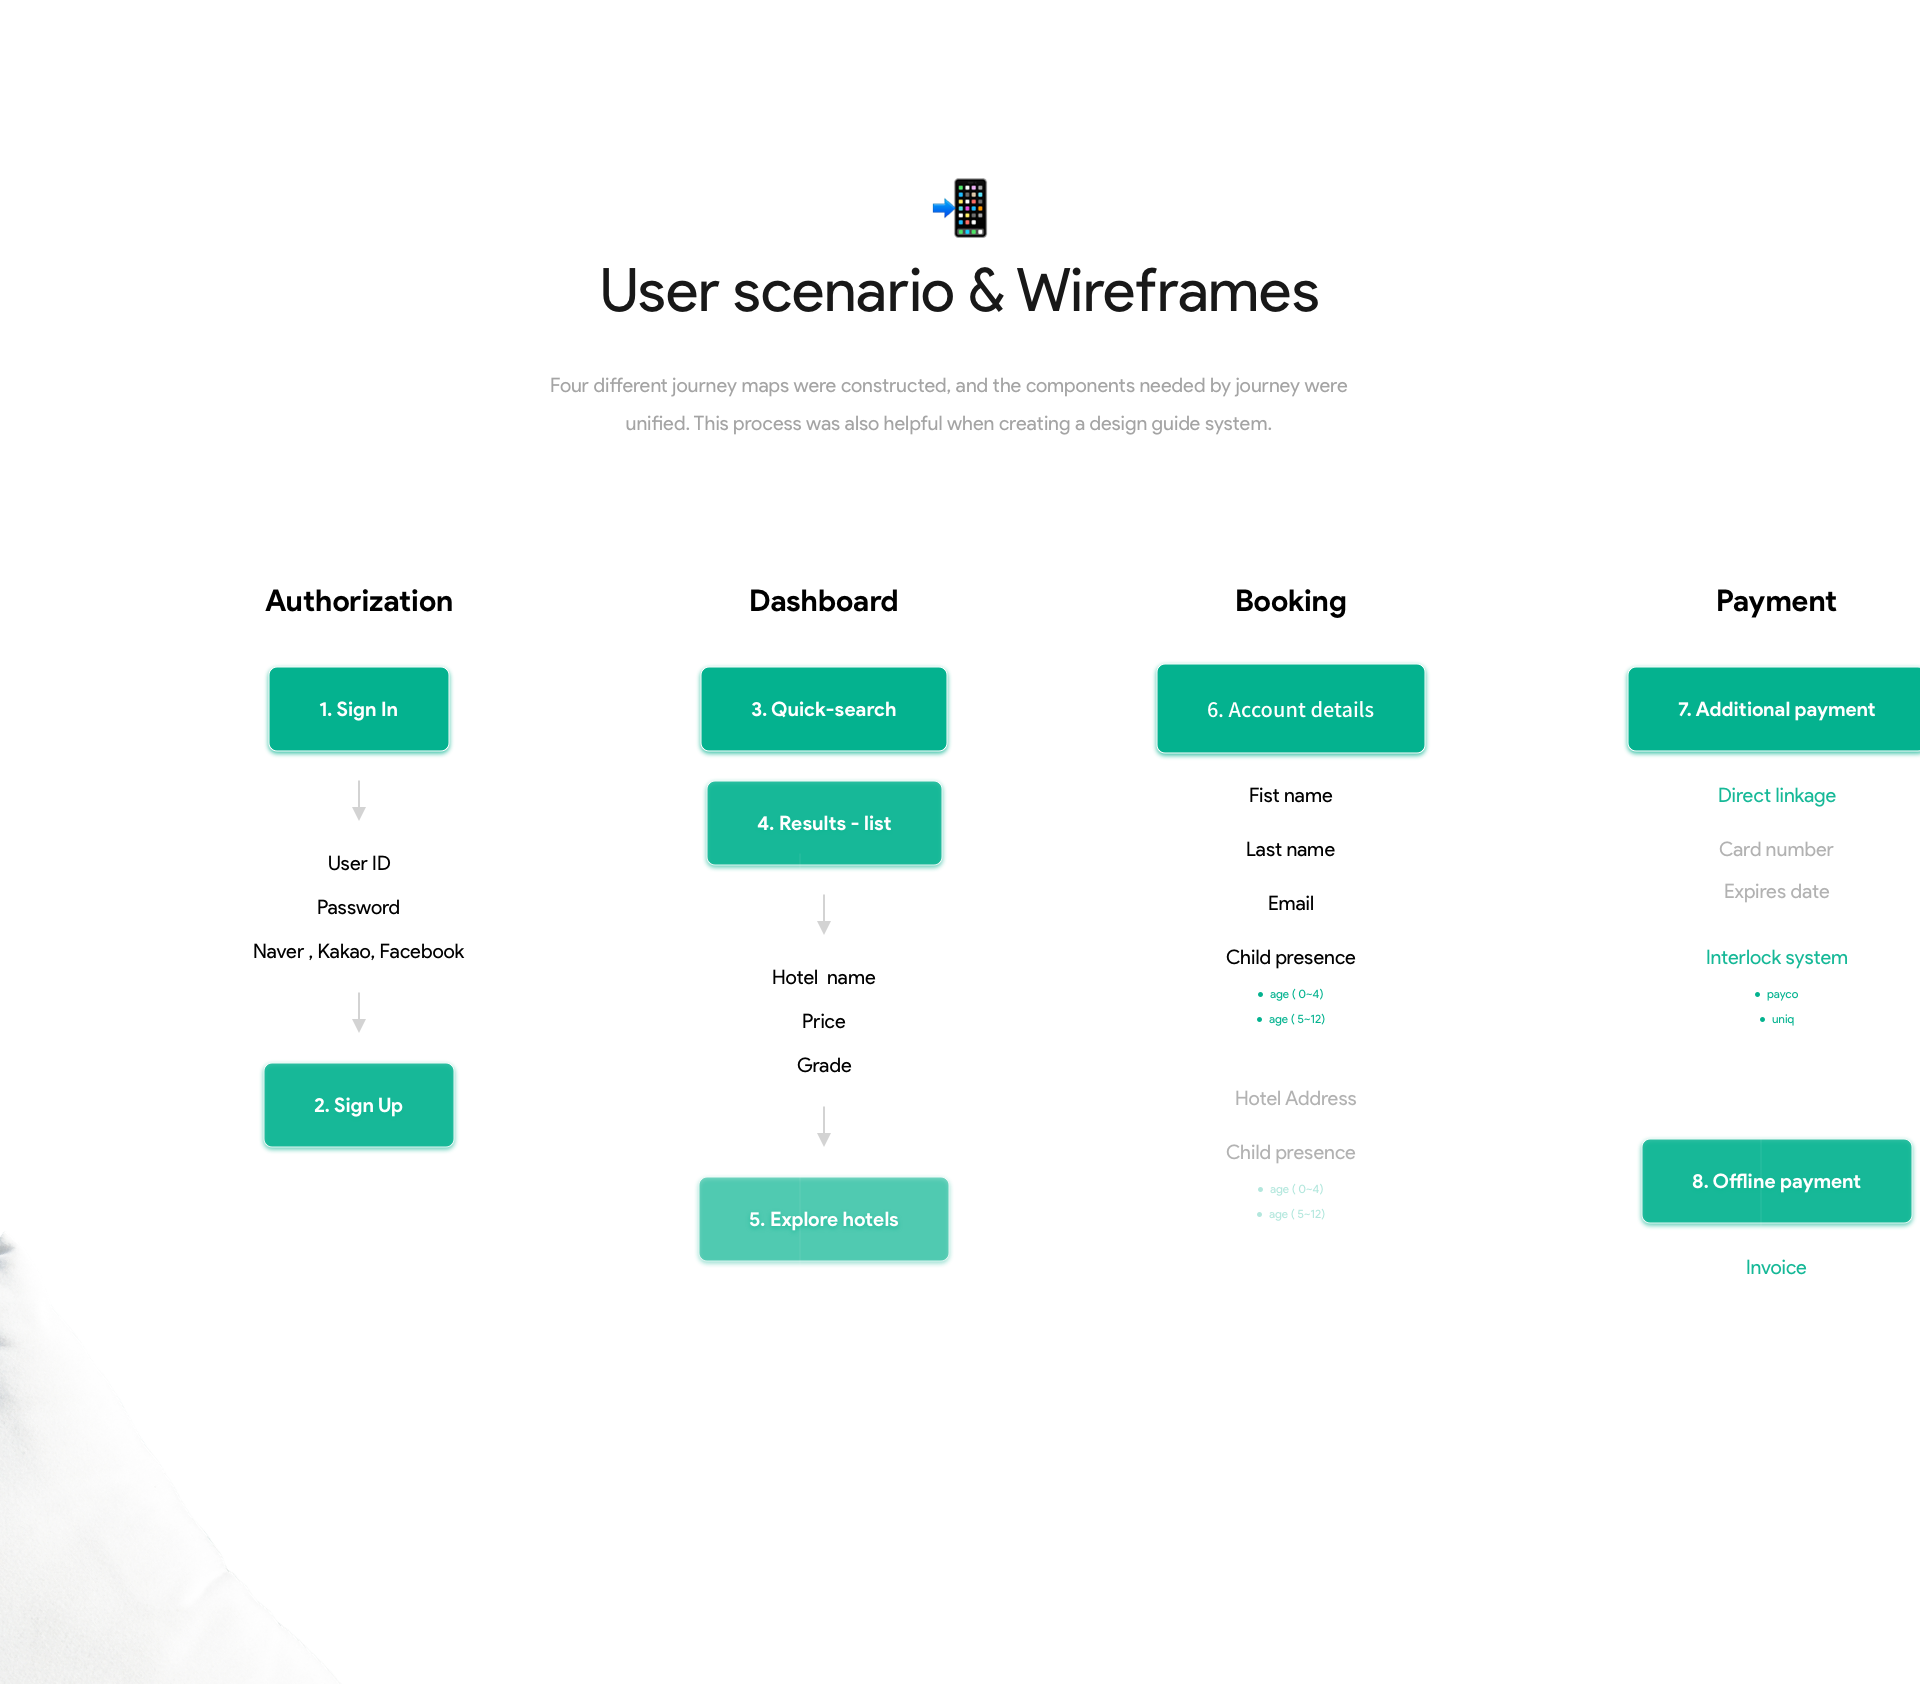 User scenario & Wireframes
Four different journey maps were constructed, and the components needed by journey were
unified. This process was also helpful when creating a design guide system.
Authorization
1. Sign In
User ID
Password
Naver , Kakao, Facebook
2. Sign Up
Dashboard
3. Quick-search
4. Results - list
Hotel name
Price
Grade
5. Explore hotels
Booking
6. Account details
Fist name
Last name
Email
Child presence
• age ( 0~4)
• age ( 5~12)
Hotel Address
Child presence
• age ( 0~4)
• age ( 5~12)
Payment
7. Additional payment
Direct linkage
Card number
Expires date
Interlock system
• payco
• uniq
8. Offline payment
Invoice